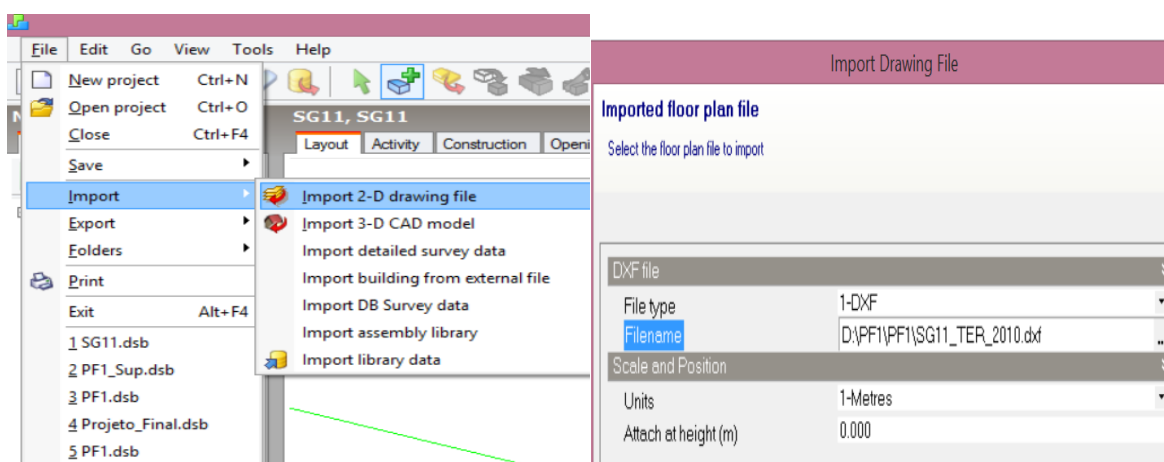 File Edit Go View Tools Help
New project Ctrl+N
Open project Ctrl+O
Close Ctrl+F4
Save
Import
Export
Folders
Print
Exit Alt+F4
1 SG11.dsb
2 PF1_Sup.dsb
3 PF1.dsb
4 Projeto_Final.dsb
5 PF1.dsb
SG11, SG11
Layout Activity Construction
Import 2-D drawing file
Import 3-D CAD model
Import detailed survey data
Import building from external file
Import DB Survey data
Import assembly library
Import library data
Import Drawing File
Imported floor plan file
Select the floor plan file to import
DXF file
File type 1-DXF
Filename D:\PF1\PF1\SG11_TER_2010.dxf
Scale and Position
Units 1-Metres
Attach at height (m) 0.000